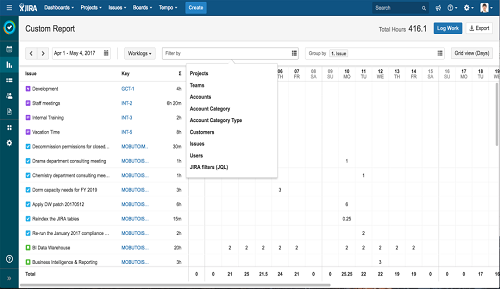 JIRA Dashboards Projects Issues Boards Tempo Create Search
Custom Report Total Hours 416.1 Log Work Export
Apr 1 - May 4, 2017 Worklogs Filter by Group by 1. Issue Grid view (Days)
Projects
Teams
Accounts
Account Category
Account Category Type
Customers
Issues
Users
JIRA filters (JQL)
Issue Key Σ 06 07 08 09 10 11 12 13 14 15 16 17 18
TH FR SA SU MO TU WE TH FR SA SU MO
Development GCT-1 4h
Staff meetings INT-2 6h 20m
Internal Training INT-3 2h
Vacation Time INT-5 8h
Decommission permissions for closed... MOBUTOIM... 1h
Drama department consulting meeting MOBUTOIS... 1h 1
Chemistry department consulting mee... MOBUTOIS... 1h 1
Dorm capacity needs for FY 2019 MOBUTOIS... 3h 3
Apply DW patch 20170512 MOBUTOIS... 6h 6
Reindex the JIRA tables MOBUTOIS... 15m 0.25
Re-run the January 2017 compliance ... MOBUTOIS... 2h 2
BI Data Warehouse MOBUTOIS... 20h 2 2 2 2 2 2 2 2 2 2
Business Intelligence & Reporting MOBUTOIS... 3h 3
Total 0 0 21 25 21.5 24 21 0 0 25.25 22 22 19 18 0 0 17